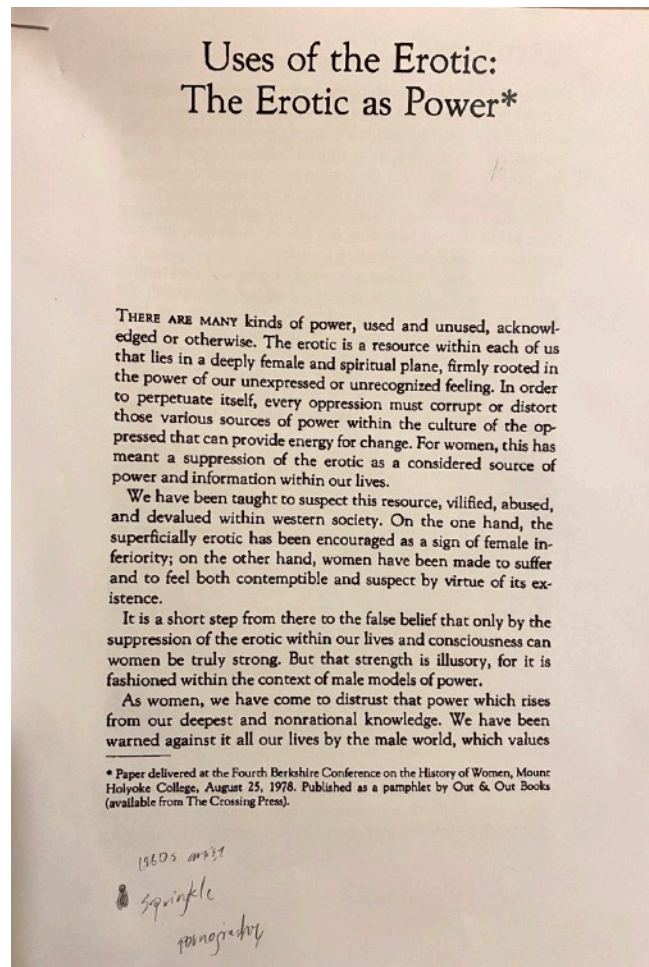 Uses of the Erotic:
The Erotic as Power*
THERE ARE MANY kinds of power, used and unused, acknowl-
edged or otherwise. The erotic is a resource within each of us
that lies in a deeply female and spiritual plane, firmly rooted in
the power of our unexpressed or unrecognized feeling. In order
to perpetuate itself, every oppression must corrupt or distort
those various sources of power within the culture of the op-
pressed that can provide energy for change. For women, this has
meant a suppression of the erotic as a considered source of
power and information within our lives.
We have been taught to suspect this resource, vilified, abused,
and devalued within western society. On the one hand, the
superficially erotic has been encouraged as a sign of female in-
feriority; on the other hand, women have been made to suffer
and to feel both contemptible and suspect by virtue of its ex-
istence.
It is a short step from there to the false belief that only by the
suppression of the erotic within our lives and consciousness can
women be truly strong. But that strength is illusory, for it is
fashioned within the context of male models of power.
As women, we have come to distrust that power which rises
from our deepest and nonrational knowledge. We have been
warned against it all our lives by the male world, which values
* Paper delivered at the Fourth Berkshire Conference on the History of Women, Mount
Holyoke College, August 25, 1978. Published as a pamphlet by Out & Out Books
(available from The Crossing Press).
sprinkle
pornography